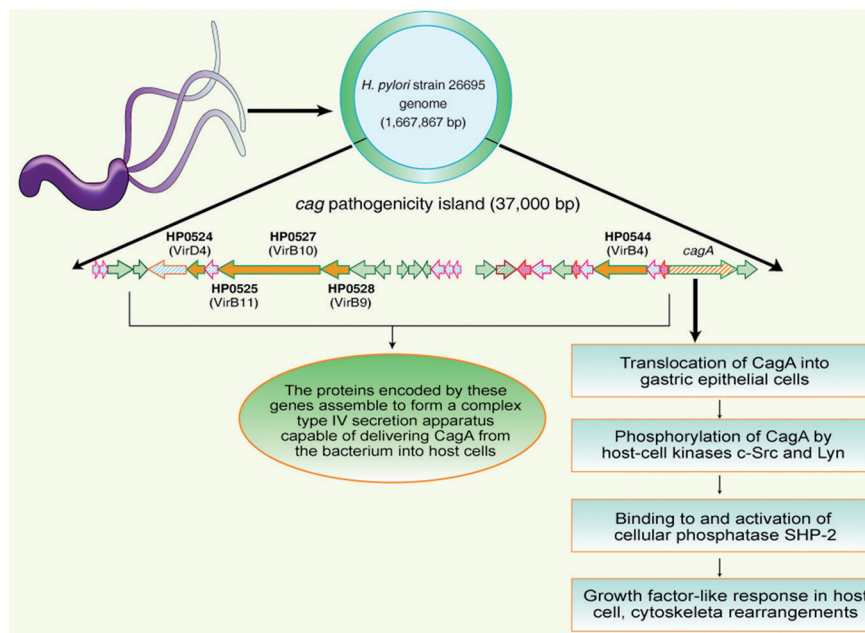 H. pylori strain 26695
genome
(1,667,867 bp)
cag pathogenicity island (37,000 bp)
HP0524
(VirD4)
HP0527
(VirB10)
HP0544
(VirB4)
cagA
HP0525
(VirB11)
HP0528
(VirB9)
The proteins encoded by these
genes assemble to form a complex
type IV secretion apparatus
capable of delivering CagA from
the bacterium into host cells
Translocation of CagA into
gastric epithelial cells
Phosphorylation of CagA by
host-cell kinases c-Src and Lyn
Binding to and activation of
cellular phosphatase SHP-2
Growth factor-like response in host
cell, cytoskeleta rearrangements